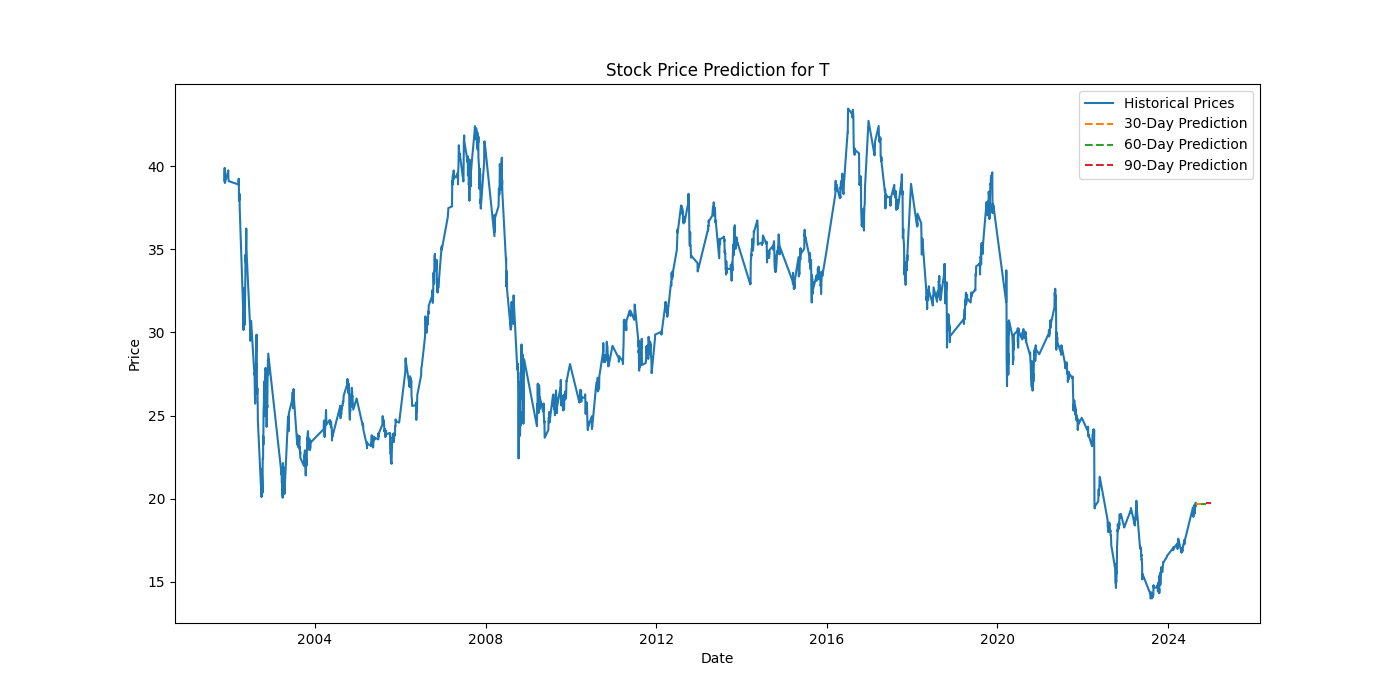 Stock Price Prediction for T
Historical Prices
30-Day Prediction
60-Day Prediction
90-Day Prediction
Price
40
35
30
25
20
15
2004 2008 2012 2016 2020 2024
Date